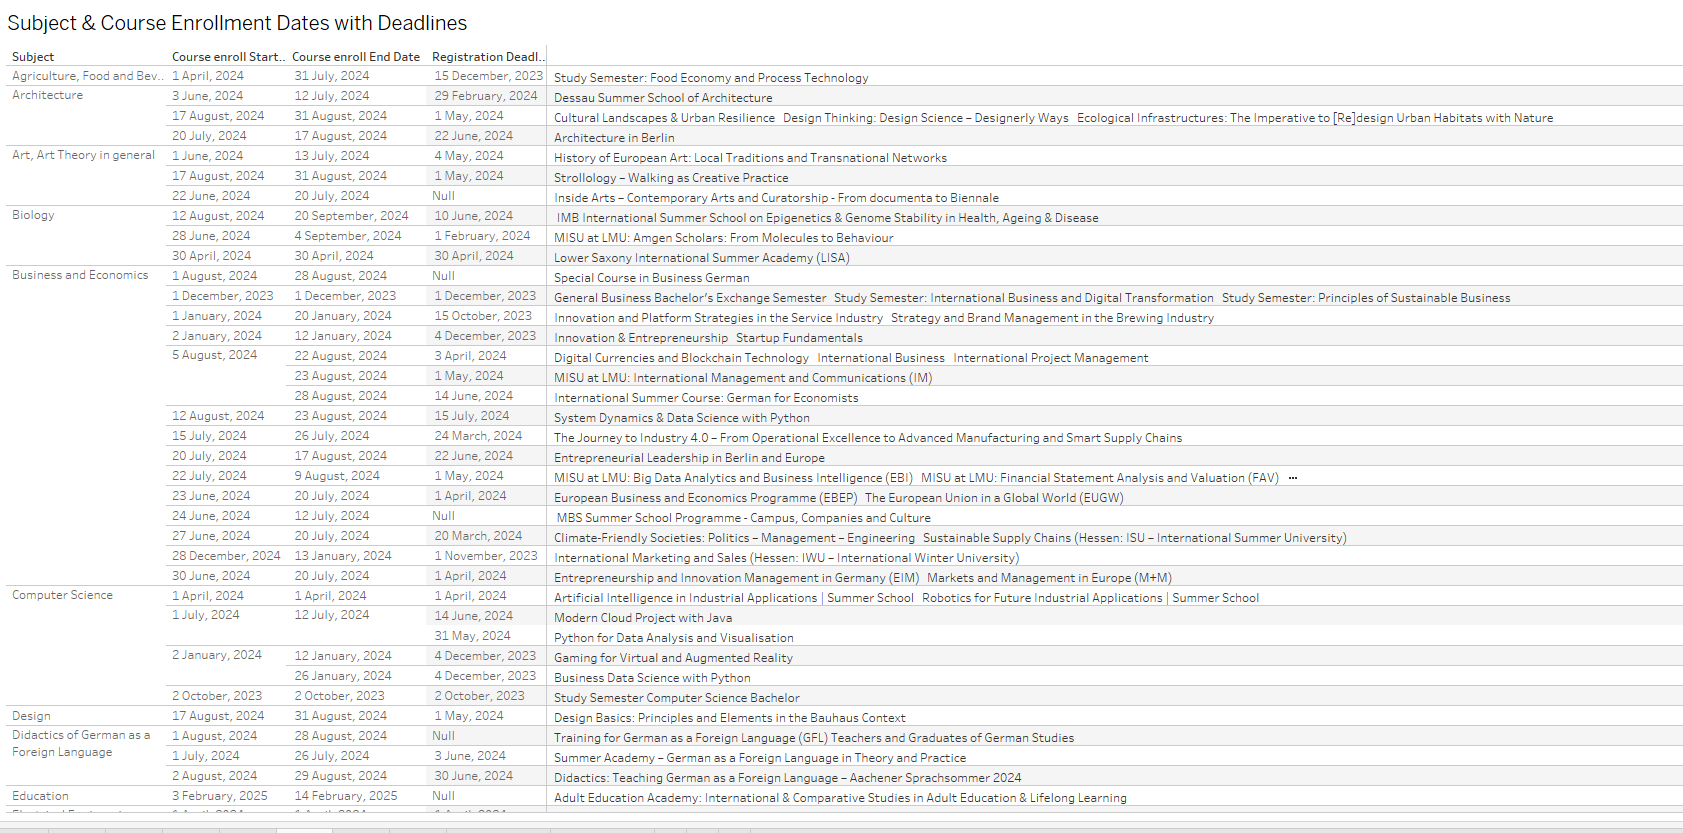 Subject & Course Enrollment Dates with Deadlines
Subject Course enroll Start.. Course enroll End Date Registration Deadl..
Agriculture, Food and Bev.. 1 April, 2024 31 July, 2024 15 December, 2023 Study Semester: Food Economy and Process Technology
Architecture 3 June, 2024 12 July, 2024 29 February, 2024 Dessau Summer School of Architecture
17 August, 2024 31 August, 2024 1 May, 2024 Cultural Landscapes & Urban Resilience Design Thinking: Design Science – Designerly Ways Ecological Infrastructures: The Imperative to [Re]design Urban Habitats with Nature
20 July, 2024 17 August, 2024 22 June, 2024 Architecture in Berlin
Art, Art Theory in general 1 June, 2024 13 July, 2024 4 May, 2024 History of European Art: Local Traditions and Transnational Networks
17 August, 2024 31 August, 2024 1 May, 2024 Strollology – Walking as Creative Practice
22 June, 2024 20 July, 2024 Null Inside Arts – Contemporary Arts and Curatorship - From documenta to Biennale
Biology 12 August, 2024 20 September, 2024 10 June, 2024 IMB International Summer School on Epigenetics & Genome Stability in Health, Ageing & Disease
28 June, 2024 4 September, 2024 1 February, 2024 MISU at LMU: Amgen Scholars: From Molecules to Behaviour
30 April, 2024 30 April, 2024 30 April, 2024 Lower Saxony International Summer Academy (LISA)
Business and Economics 1 August, 2024 28 August, 2024 Null Special Course in Business German
1 December, 2023 1 December, 2023 1 December, 2023 General Business Bachelor's Exchange Semester Study Semester: International Business and Digital Transformation Study Semester: Principles of Sustainable Business
1 January, 2024 20 January, 2024 15 October, 2023 Innovation and Platform Strategies in the Service Industry Strategy and Brand Management in the Brewing Industry
2 January, 2024 12 January, 2024 4 December, 2023 Innovation & Entrepreneurship Startup Fundamentals
5 August, 2024 22 August, 2024 3 April, 2024 Digital Currencies and Blockchain Technology International Business International Project Management
23 August, 2024 1 May, 2024 MISU at LMU: International Management and Communications (IM)
28 August, 2024 14 June, 2024 International Summer Course: German for Economists
12 August, 2024 23 August, 2024 15 July, 2024 System Dynamics & Data Science with Python
15 July, 2024 26 July, 2024 24 March, 2024 The Journey to Industry 4.0 – From Operational Excellence to Advanced Manufacturing and Smart Supply Chains
20 July, 2024 17 August, 2024 22 June, 2024 Entrepreneurial Leadership in Berlin and Europe
22 July, 2024 9 August, 2024 1 May, 2024 MISU at LMU: Big Data Analytics and Business Intelligence (EBI) MISU at LMU: Financial Statement Analysis and Valuation (FAV) ...
23 June, 2024 20 July, 2024 1 April, 2024 European Business and Economics Programme (EBEP) The European Union in a Global World (EUGW)
24 June, 2024 12 July, 2024 Null MBS Summer School Programme - Campus, Companies and Culture
27 June, 2024 20 July, 2024 20 March, 2024 Climate-Friendly Societies: Politics – Management – Engineering Sustainable Supply Chains (Hessen: ISU – International Summer University)
28 December, 2024 13 January, 2024 1 November, 2023 International Marketing and Sales (Hessen: IWU – International Winter University)
30 June, 2024 20 July, 2024 1 April, 2024 Entrepreneurship and Innovation Management in Germany (EIM) Markets and Management in Europe (M+M)
Computer Science 1 April, 2024 1 April, 2024 1 April, 2024 Artificial Intelligence in Industrial Applications | Summer School Robotics for Future Industrial Applications | Summer School
1 July, 2024 12 July, 2024 14 June, 2024 Modern Cloud Project with Java
31 May, 2024 Python for Data Analysis and Visualisation
2 January, 2024 12 January, 2024 4 December, 2023 Gaming for Virtual and Augmented Reality
26 January, 2024 4 December, 2023 Business Data Science with Python
2 October, 2023 2 October, 2023 2 October, 2023 Study Semester Computer Science Bachelor
Design 17 August, 2024 31 August, 2024 1 May, 2024 Design Basics: Principles and Elements in the Bauhaus Context
Didactics of German as a 1 August, 2024 28 August, 2024 Null Training for German as a Foreign Language (GFL) Teachers and Graduates of German Studies
Foreign Language 1 July, 2024 26 July, 2024 3 June, 2024 Summer Academy – German as a Foreign Language in Theory and Practice
2 August, 2024 29 August, 2024 30 June, 2024 Didactics: Teaching German as a Foreign Language – Aachener Sprachsommer 2024
Education 3 February, 2025 14 February, 2025 Null Adult Education Academy: International & Comparative Studies in Adult Education & Lifelong Learning